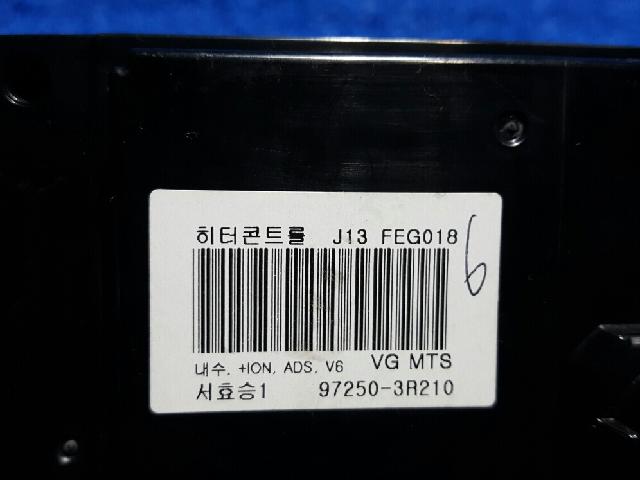 히터콘트롤 J13 FEG018
6
내수, +ION, ADS, V6 VG MTS
서효승1 97250-3R210